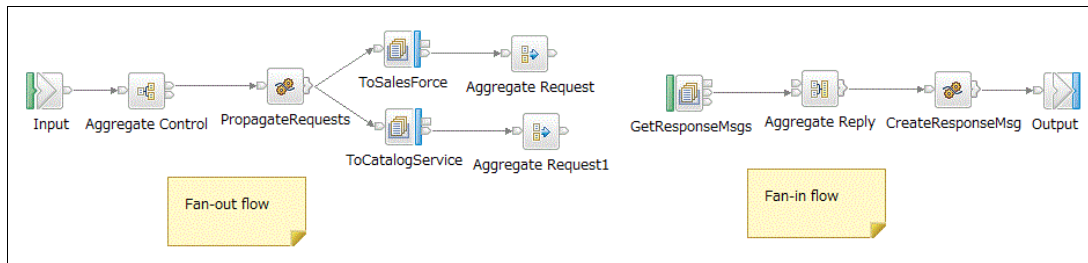 Input
Aggregate Control
PropagateRequests
ToSalesForce
Aggregate Request
ToCatalogService
Aggregate Request1
Fan-out flow
GetResponseMsgs
Aggregate Reply
CreateResponseMsg
Output
Fan-in flow